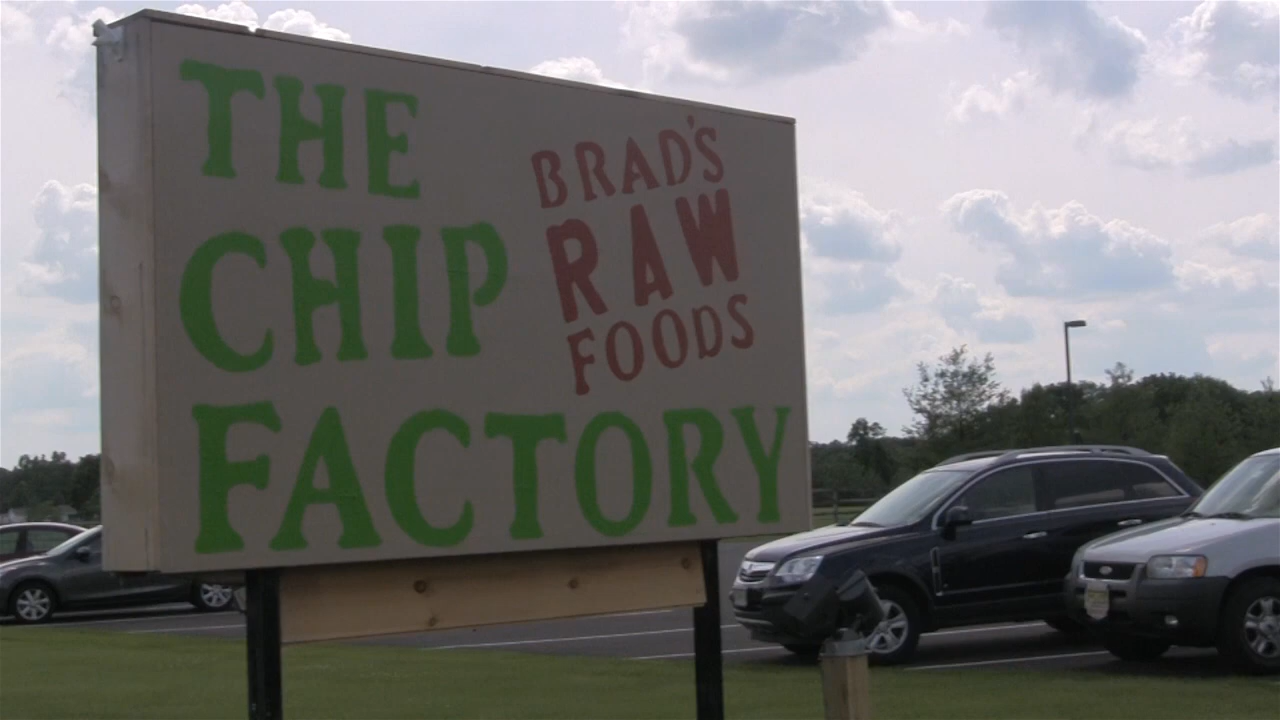 THE
CHIP
FACTORY
BRAD'S
RAW
FOODS